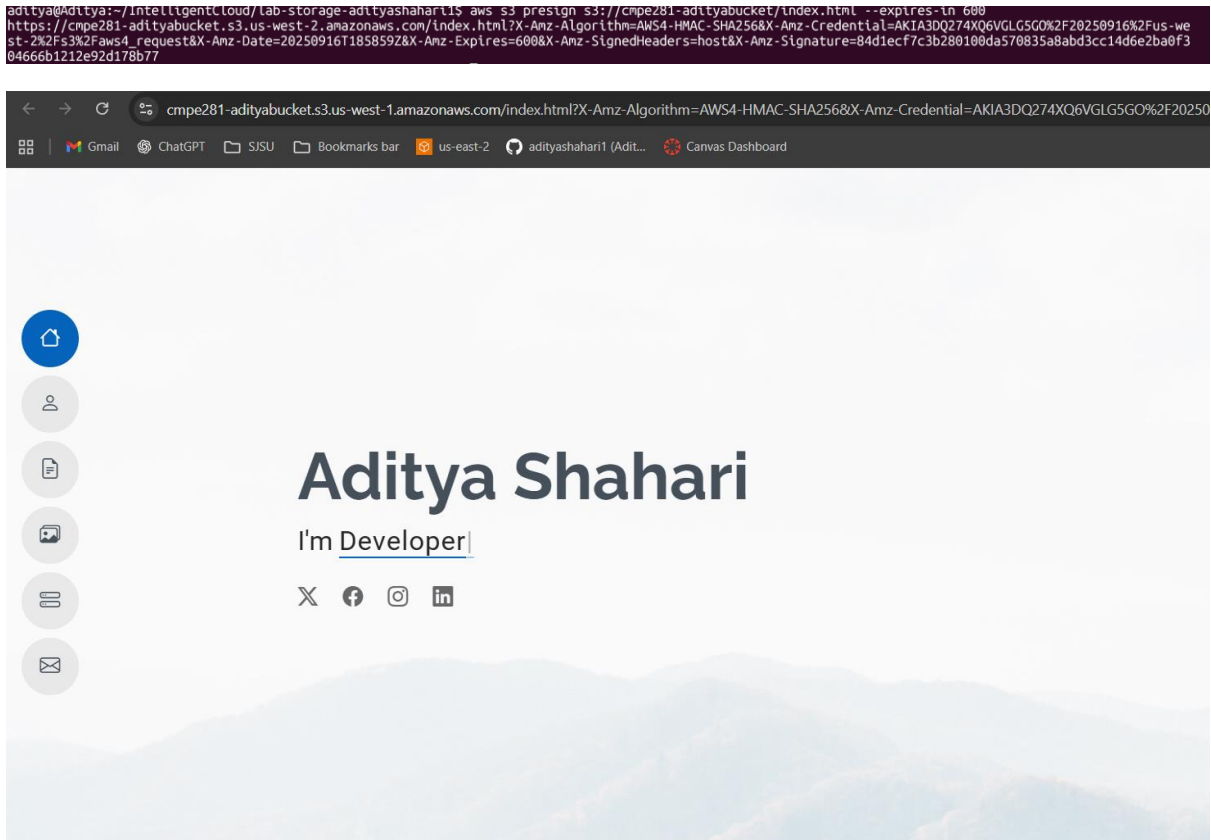 aditya@Aditya:~/IntelligentCloud/lab-storage-adityashahari1$ aws s3 presign s3://cmpe281-adityabucket/index.html --expires-in 600
https://cmpe281-adityabucket.s3.us-west-2.amazonaws.com/index.html?X-Amz-Algorithm=AWS4-HMAC-SHA256&X-Amz-Credential=AKIA3DQ274XQ6VGLG5GO%2F20250916%2Fus-we
st-2%2Fs3%2Faws4_request&X-Amz-Date=20250916T185859Z&X-Amz-Expires=600&X-Amz-SignedHeaders=host&X-Amz-Signature=84d1ecf7c3b280100da570835a8abd3cc14d6e2ba0f3
04666b1212e92d178b77
cmpe281-adityabucket.s3.us-west-1.amazonaws.com/index.html?X-Amz-Algorithm=AWS4-HMAC-SHA256&X-Amz-Credential=AKIA3DQ274XQ6VGLG5GO%2F20250
Gmail ChatGPT SJSU Bookmarks bar us-east-2 adityashahari1 (Adit... Canvas Dashboard
Aditya Shahari
I'm Developer